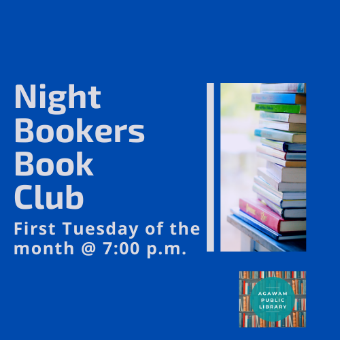 Night
Bookers
Book
Club
First Tuesday of the
month @ 7:00 p.m.
AGAWAM
PUBLIC
LIBRARY